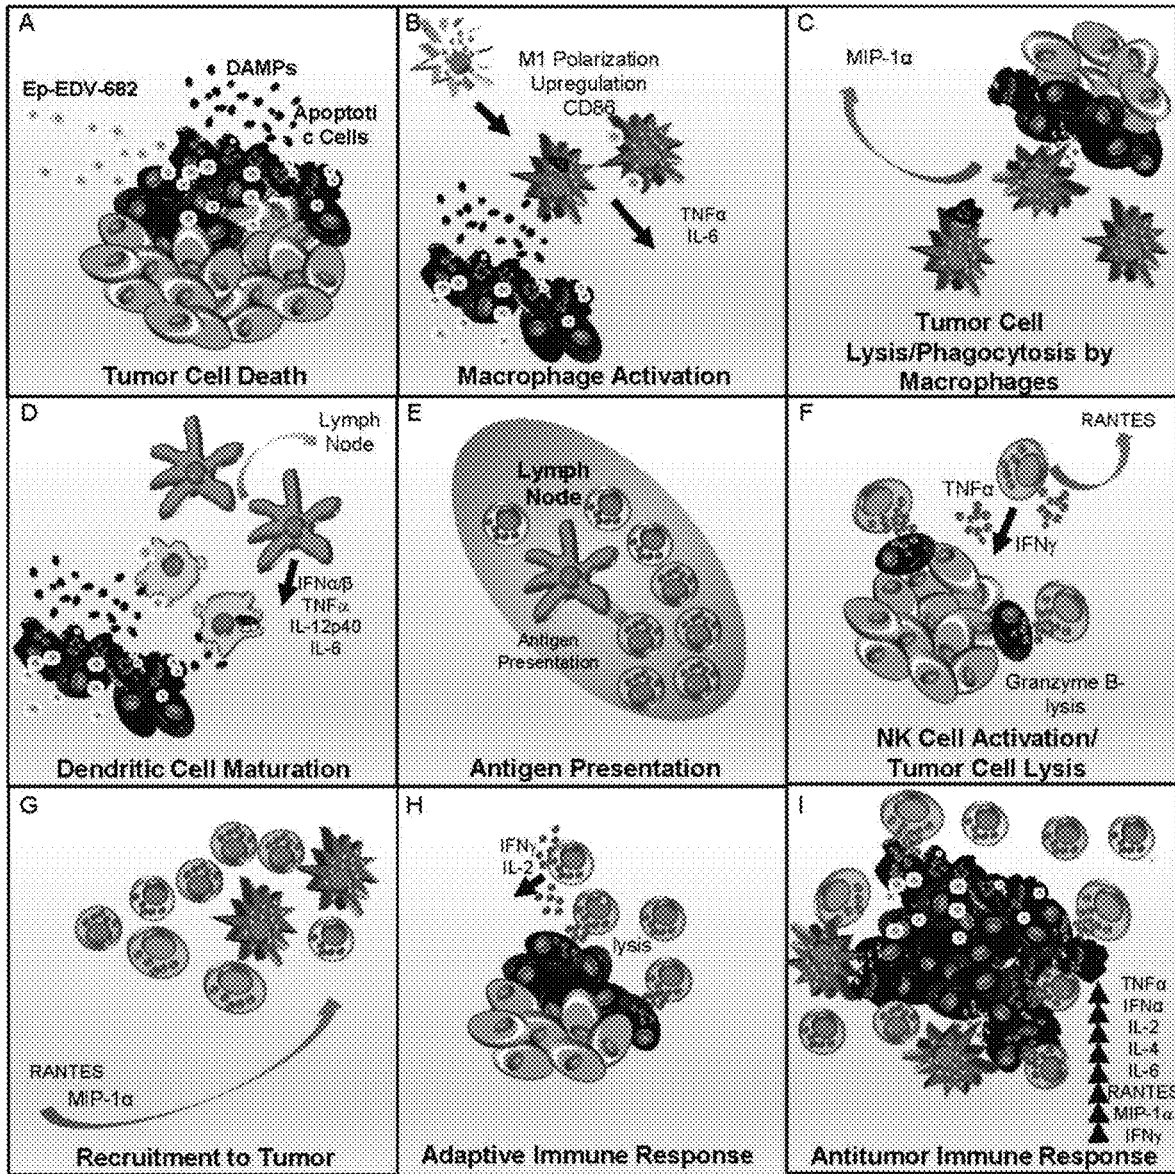 A
DAMPs
Ep-EDV-682
Apoptoti
c Cells
Tumor Cell Death
B
M1 Polarization
Upregulation
CD86
TNFα
IL-6
Macrophage Activation
C
MIP-1α
Tumor Cell
Lysis/Phagocytosis by
Macrophages
D
Lymph
Node
IFNα/β
TNFα
IL-12p40
IL-6
Dendritic Cell Maturation
E
Lymph
Node
Antigen
Presentation
Antigen Presentation
F
RANTES
TNFα
IFNγ
Granzyme B-
lysis
NK Cell Activation/
Tumor Cell Lysis
G
RANTES
MIP-1α
Recruitment to Tumor
H
IFNγ
IL-2
lysis
Adaptive Immune Response
I
TNFα
IFNα
IL-2
IL-4
IL-6
RANTES
MIP-1α
IFNγ
Antitumor Immune Response